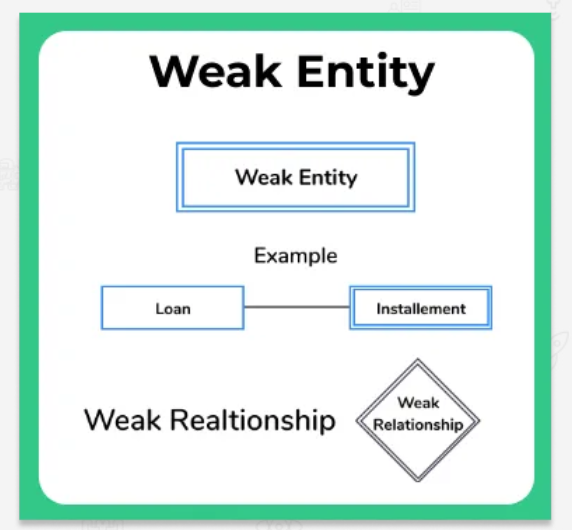 Weak Entity
Weak Entity
Example
Loan
Installement
Weak Realtionship
Weak
Relationship